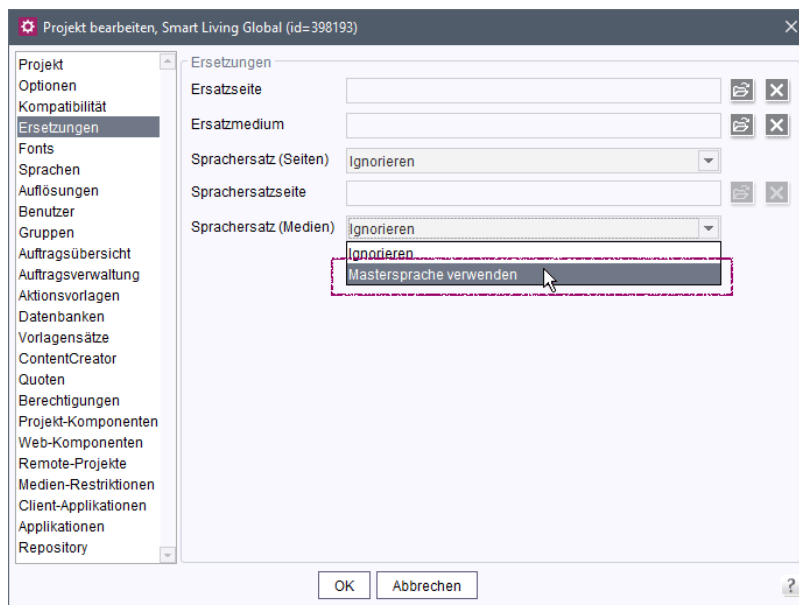 Projekt bearbeiten, Smart Living Global (id=398193)
Projekt
Optionen
Kompatibilität
Ersetzungen
Fonts
Sprachen
Auflösungen
Benutzer
Gruppen
Auftragsübersicht
Auftragsverwaltung
Aktionsvorlagen
Datenbanken
Vorlagensätze
ContentCreator
Quoten
Berechtigungen
Projekt-Komponenten
Web-Komponenten
Remote-Projekte
Medien-Restriktionen
Client-Applikationen
Applikationen
Repository
Ersetzungen
Ersatzseite
Ersatzmedium
Sprachersatz (Seiten) Ignorieren
Sprachersatzseite
Sprachersatz (Medien) Ignorieren
Ignorieren
Mastersprache verwenden
OK Abbrechen ?